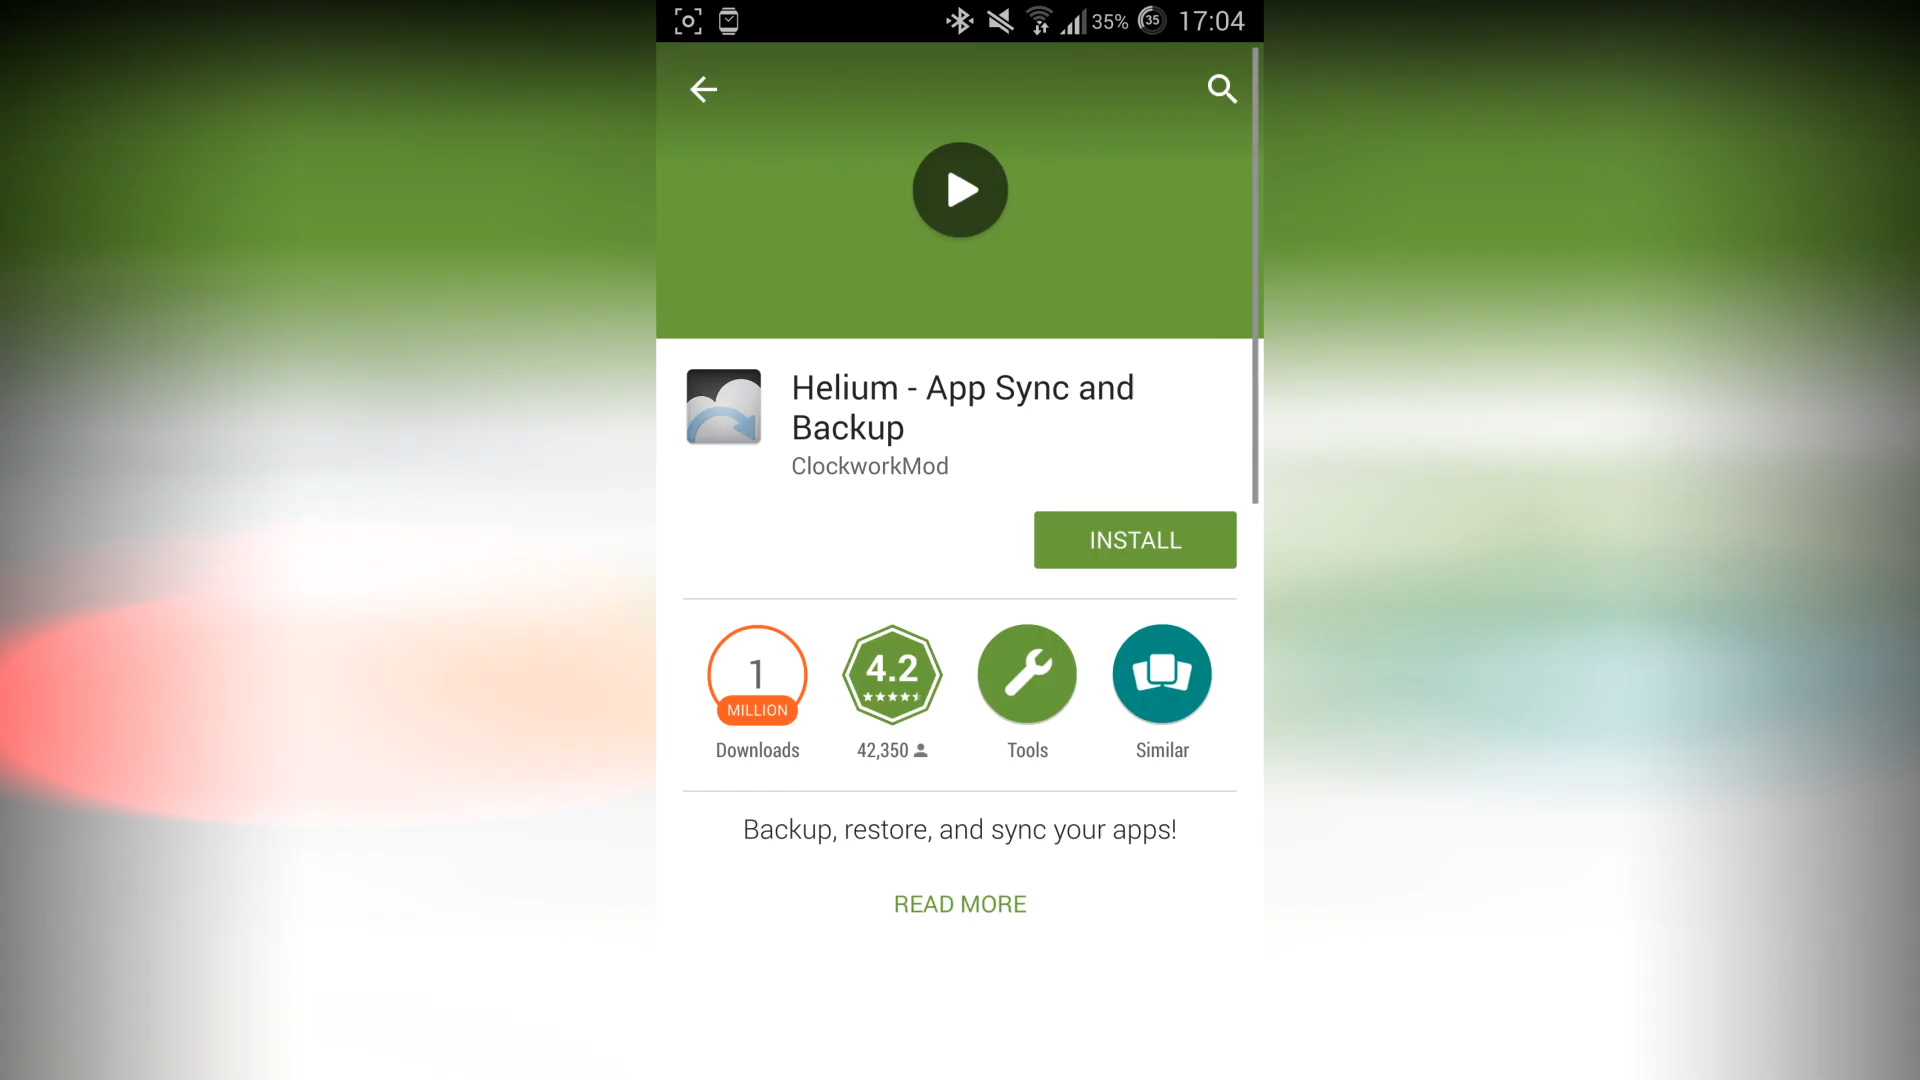 35% 35 17:04
Helium - App Sync and
Backup
ClockworkMod
INSTALL
1
MILLION
Downloads
4.2
42,350
Tools
Similar
Backup, restore, and sync your apps!
READ MORE